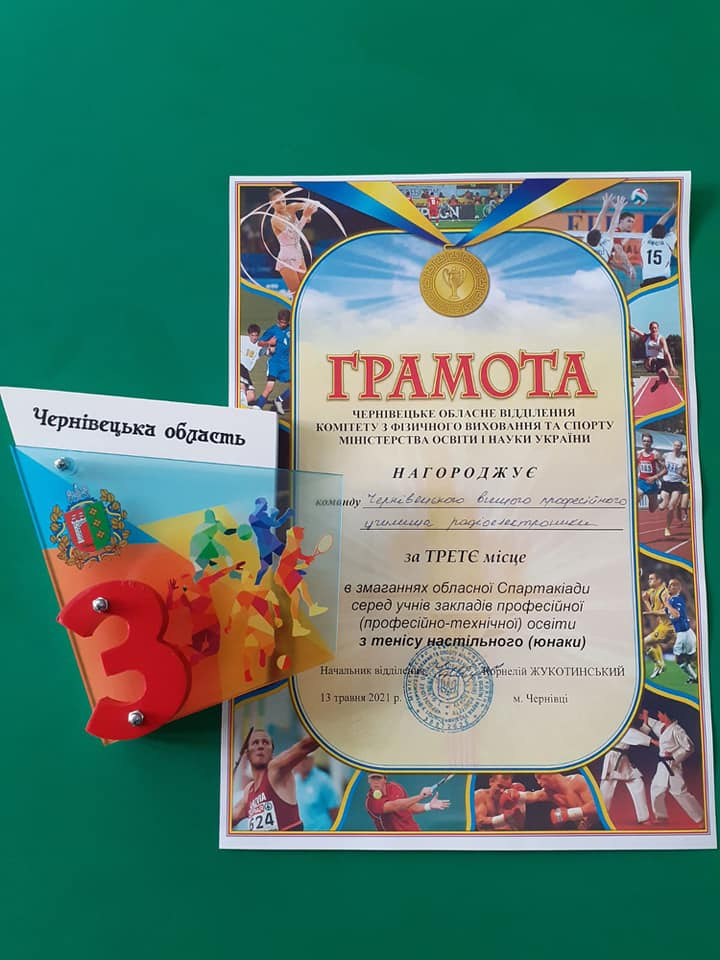 Чернівецька область
3
ГРАМОТА
ЧЕРНІВЕЦЬКЕ ОБЛАСНЕ ВІДДІЛЕННЯ
КОМІТЕТУ З ФІЗИЧНОГО ВИХОВАННЯ ТА СПОРТУ
МІНІСТЕРСТВА ОСВІТИ І НАУКИ УКРАЇНИ
НАГОРОДЖУЄ
команду Чернівецького вищого професійного
училища радіоелектроніки
за ТРЕТЄ місце
в змаганнях обласної Спартакіади
серед учнів закладів професійної
(професійно-технічної) освіти
з тенісу настільного (юнаки)
Начальник відділення Корнелій ЖУКОТИНСЬКИЙ
13 травня 2021 р. м. Чернівці
15
624